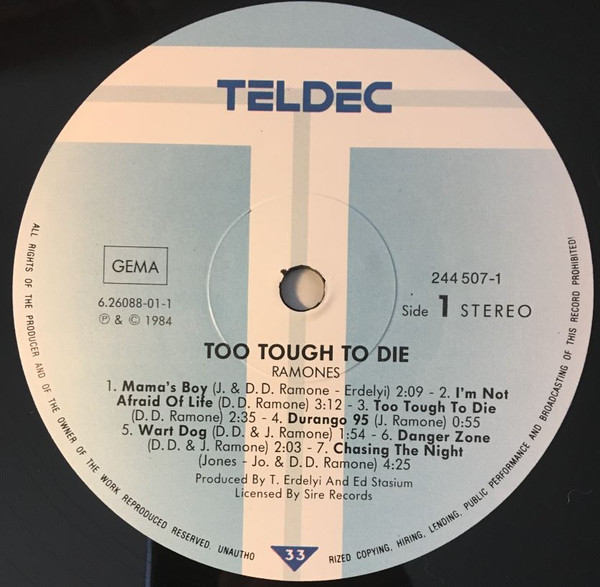 TELDEC
GEMA
6.26088-01-1
℗ & © 1984
244 507-1
Side 1 STEREO
TOO TOUGH TO DIE
RAMONES
1. Mama's Boy (J. & D.D. Ramone - Erdelyi) 2:09 - 2. I'm Not
Afraid Of Life (D.D. Ramone) 3:12 - 3. Too Tough To Die
(D.D. Ramone) 2:35 - 4. Durango 95 (J. Ramone) 0:55
5. Wart Dog (D.D. & J. Ramone) 1:54 - 6. Danger Zone
(D.D. & J. Ramone) 2:03 - 7. Chasing The Night
(Jones - Jo. & D.D. Ramone) 4:25
Produced By T. Erdelyi And Ed Stasium
Licensed By Sire Records
ALL RIGHTS OF THE PRODUCER AND OF THE OWNER OF THE WORK REPRODUCED RESERVED. UNAUTHO
33
RIZED COPYING, HIRING, LENDING, PUBLIC PERFORMANCE AND BROADCASTING OF THIS RECORD PROHIBITED!